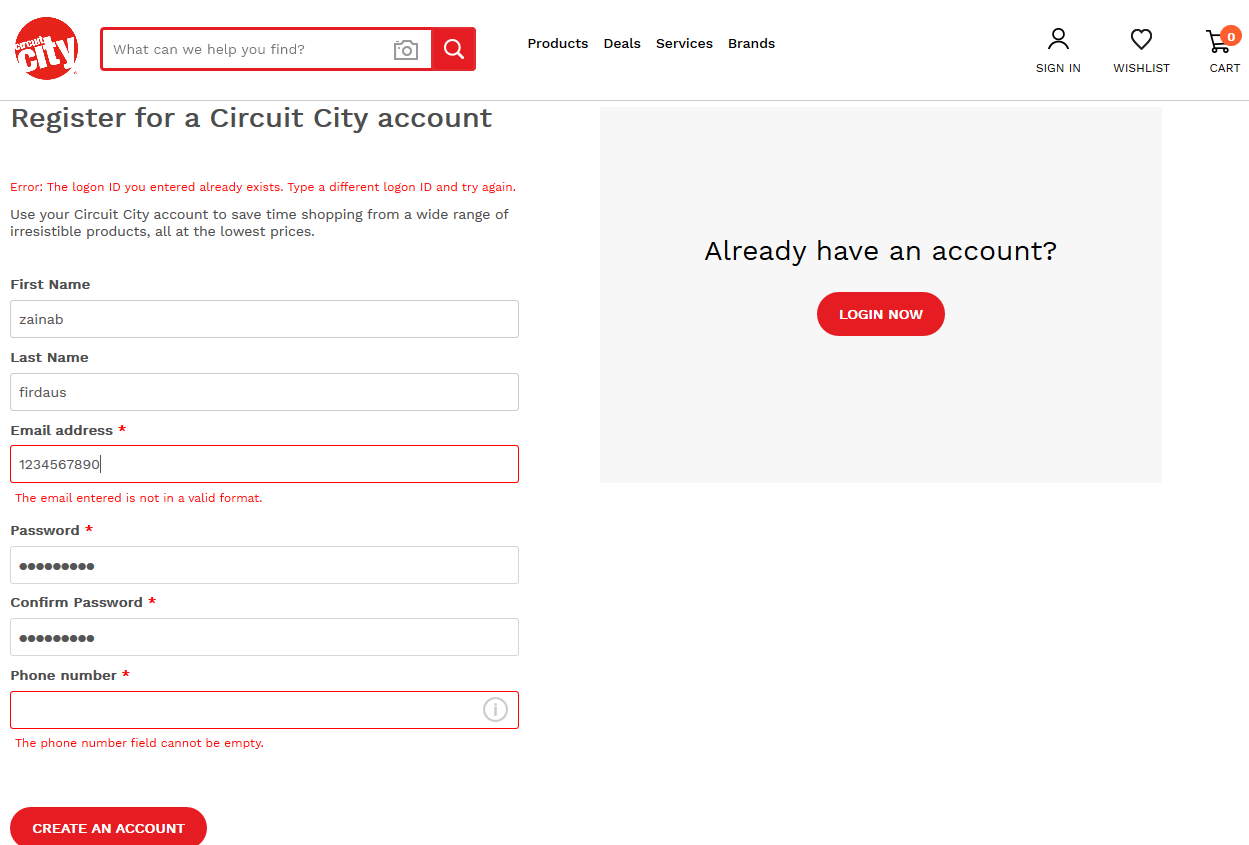 circuit
city
What can we help you find?
Products Deals Services Brands
SIGN IN
WISHLIST
0
CART
Register for a Circuit City account
Error: The logon ID you entered already exists. Type a different logon ID and try again.
Use your Circuit City account to save time shopping from a wide range of
irresistible products, all at the lowest prices.
First Name
zainab
Last Name
firdaus
Email address *
1234567890
The email entered is not in a valid format.
Password *
●●●●●●●●●
Confirm Password *
●●●●●●●●●
Phone number *
The phone number field cannot be empty.
CREATE AN ACCOUNT
Already have an account?
LOGIN NOW